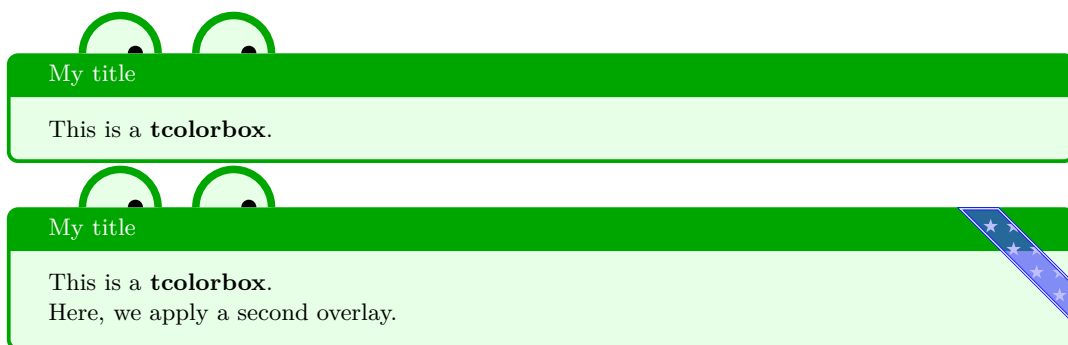 My title
This is a tcolorbox.
My title
This is a tcolorbox.
Here, we apply a second overlay.